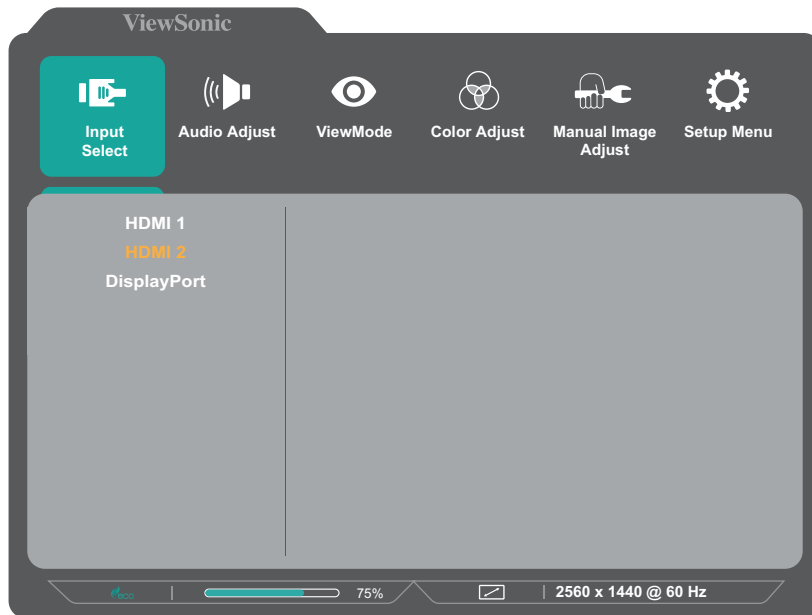 ViewSonic
Input Select
Audio Adjust
ViewMode
Color Adjust
Manual Image Adjust
Setup Menu
HDMI 1
HDMI 2
DisplayPort
eco
75%
2560 x 1440 @ 60 Hz